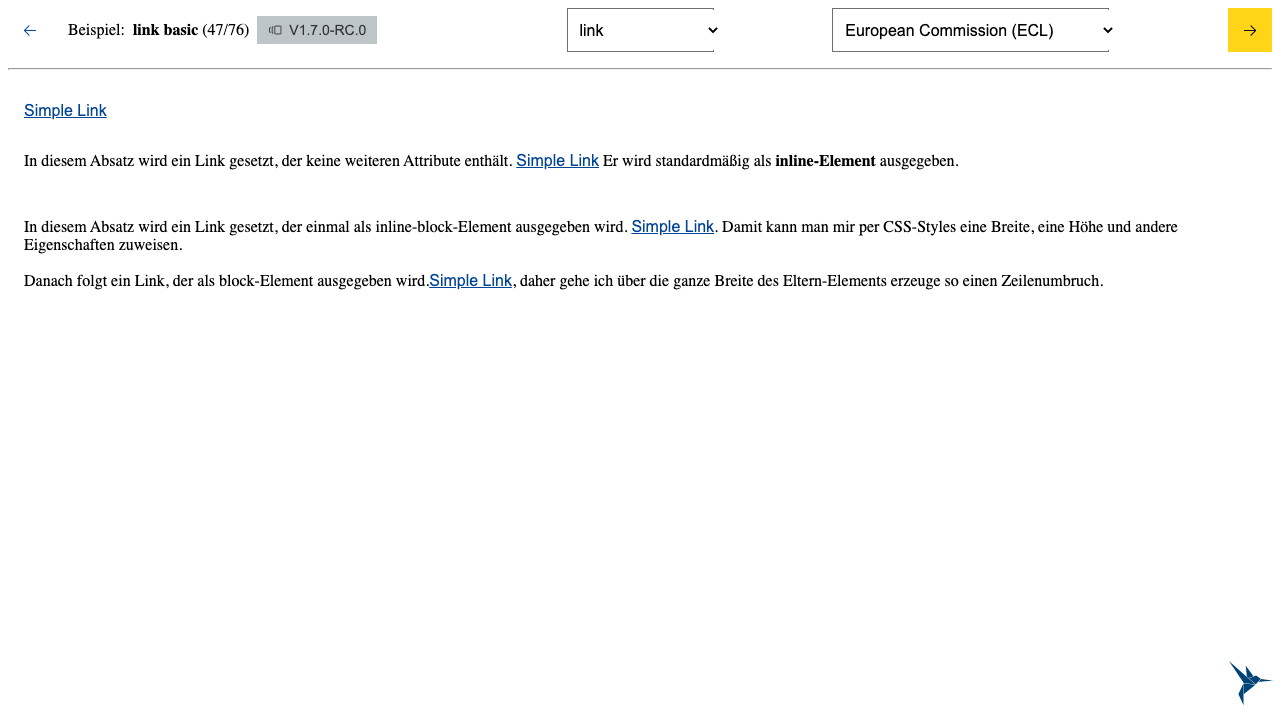 Beispiel: link basic (47/76) V1.7.0-RC.0 link European Commission (ECL)
Simple Link
In diesem Absatz wird ein Link gesetzt, der keine weiteren Attribute enthält. Simple Link Er wird standardmäßig als inline-Element ausgegeben.
In diesem Absatz wird ein Link gesetzt, der einmal als inline-block-Element ausgegeben wird. Simple Link. Damit kann man mir per CSS-Styles eine Breite, eine Höhe und andere
Eigenschaften zuweisen.
Danach folgt ein Link, der als block-Element ausgegeben wird.Simple Link, daher gehe ich über die ganze Breite des Eltern-Elements erzeuge so einen Zeilenumbruch.